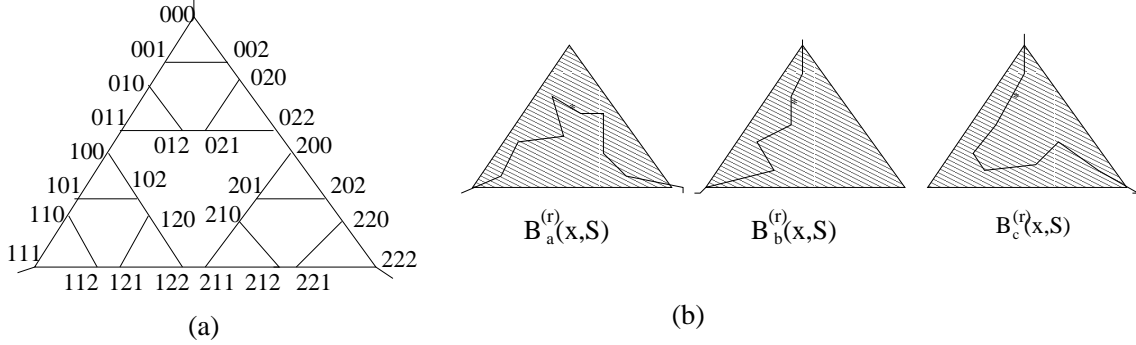 000
001 002
010 020
011 012 021 022
100 200
101 102 201 202
110 120 210 220
111 222
112 121 122 211 212 221
(a)
B_a^{(r)}(x,S) B_b^{(r)}(x,S) B_c^{(r)}(x,S)
(b)